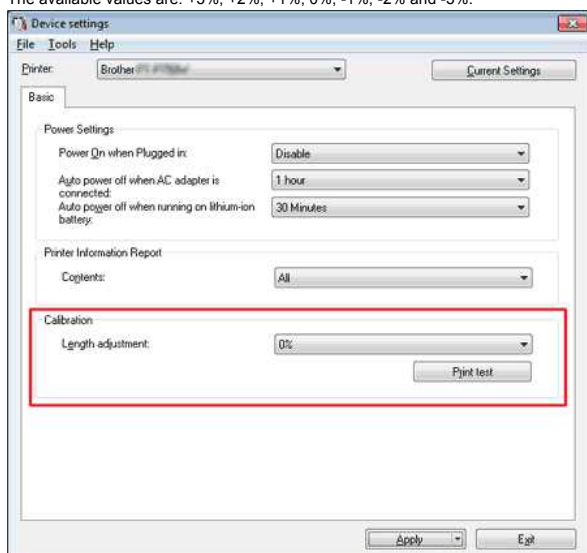 The available values are: +3%, +2%, +1%, 0%, -1%, -2% and -3%.
Device settings
File Tools Help
Printer: Brother
Current Settings
Basic
Power Settings
Power On when Plugged in: Disable
Auto power off when AC adapter is connected: 1 hour
Auto power off when running on lithium-ion battery: 30 Minutes
Printer Information Report
Contents: All
Calibration
Length adjustment: 0%
Print test
Apply Exit